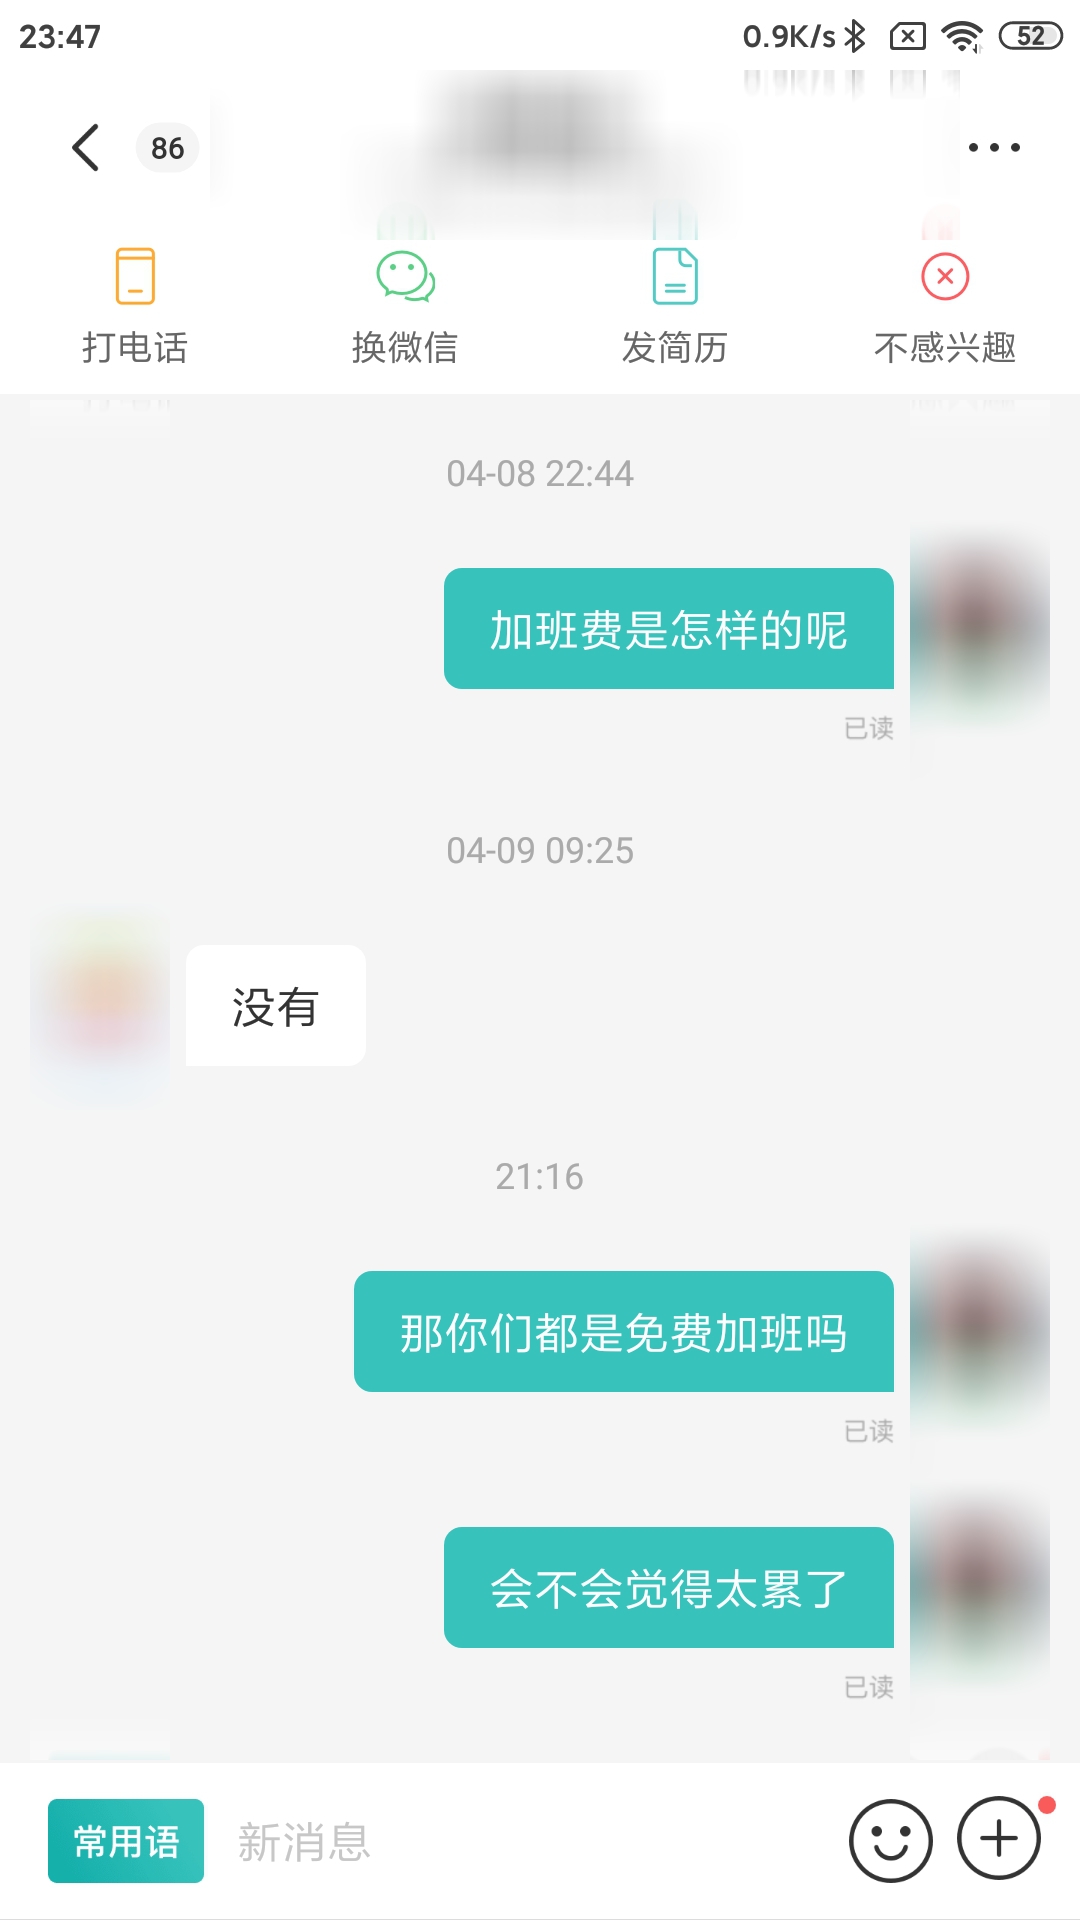 23:47 0.9K/s 52
86
打电话 换微信 发简历 不感兴趣
04-08 22:44
加班费是怎样的呢
已读
04-09 09:25
没有
21:16
那你们都是免费加班吗
已读
会不会觉得太累了
已读
常用语 新消息